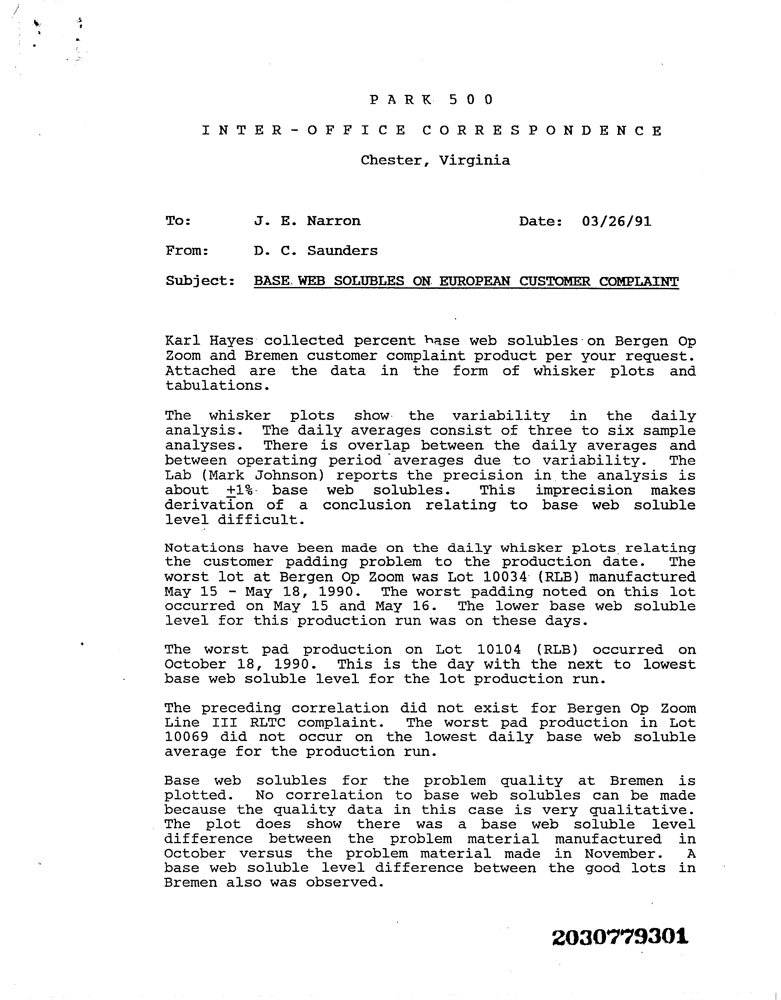 PARK 500
INTER-OFFICE CORRESPONDENCE
Chester, Virginia
To: J. E. Narron Date: 03/26/91
From: D. C. Saunders
Subject: BASE WEB SOLUBLES ON EUROPEAN CUSTOMER COMPLAINT
Karl Hayes collected percent base web solubles on Bergen Op
Zoom and Bremen customer complaint product per your request.
Attached are the data in the form of whisker plots and
tabulations.
The whisker plots show the variability in the daily
analysis. The daily averages consist of three to six sample
analyses. There is overlap between the daily averages and
between operating period averages due to variability. The
Lab (Mark Johnson) reports the precision in the analysis is
about ±1% base web solubles. This imprecision makes
derivation of a conclusion relating to base web soluble
level difficult.
Notations have been made on the daily whisker plots relating
the customer padding problem to the production date. The
worst lot at Bergen Op Zoom was Lot 10034 (RLB) manufactured
May 15 - May 18, 1990. The worst padding noted on this lot
occurred on May 15 and May 16. The lower base web soluble
level for this production run was on these days.
The worst pad production on Lot 10104 (RLB) occurred on
October 18, 1990. This is the day with the next to lowest
base web soluble level for the lot production run.
The preceding correlation did not exist for Bergen Op Zoom
Line III RLTC complaint. The worst pad production in Lot
10069 did not occur on the lowest daily base web soluble
average for the production run.
Base web solubles for the problem quality at Bremen is
plotted. No correlation to base web solubles can be made
because the quality data in this case is very qualitative.
The plot does show there was a base web soluble level
difference between the problem material manufactured in
October versus the problem material made in November. A
base web soluble level difference between the good lots in
Bremen also was observed.
2030779301